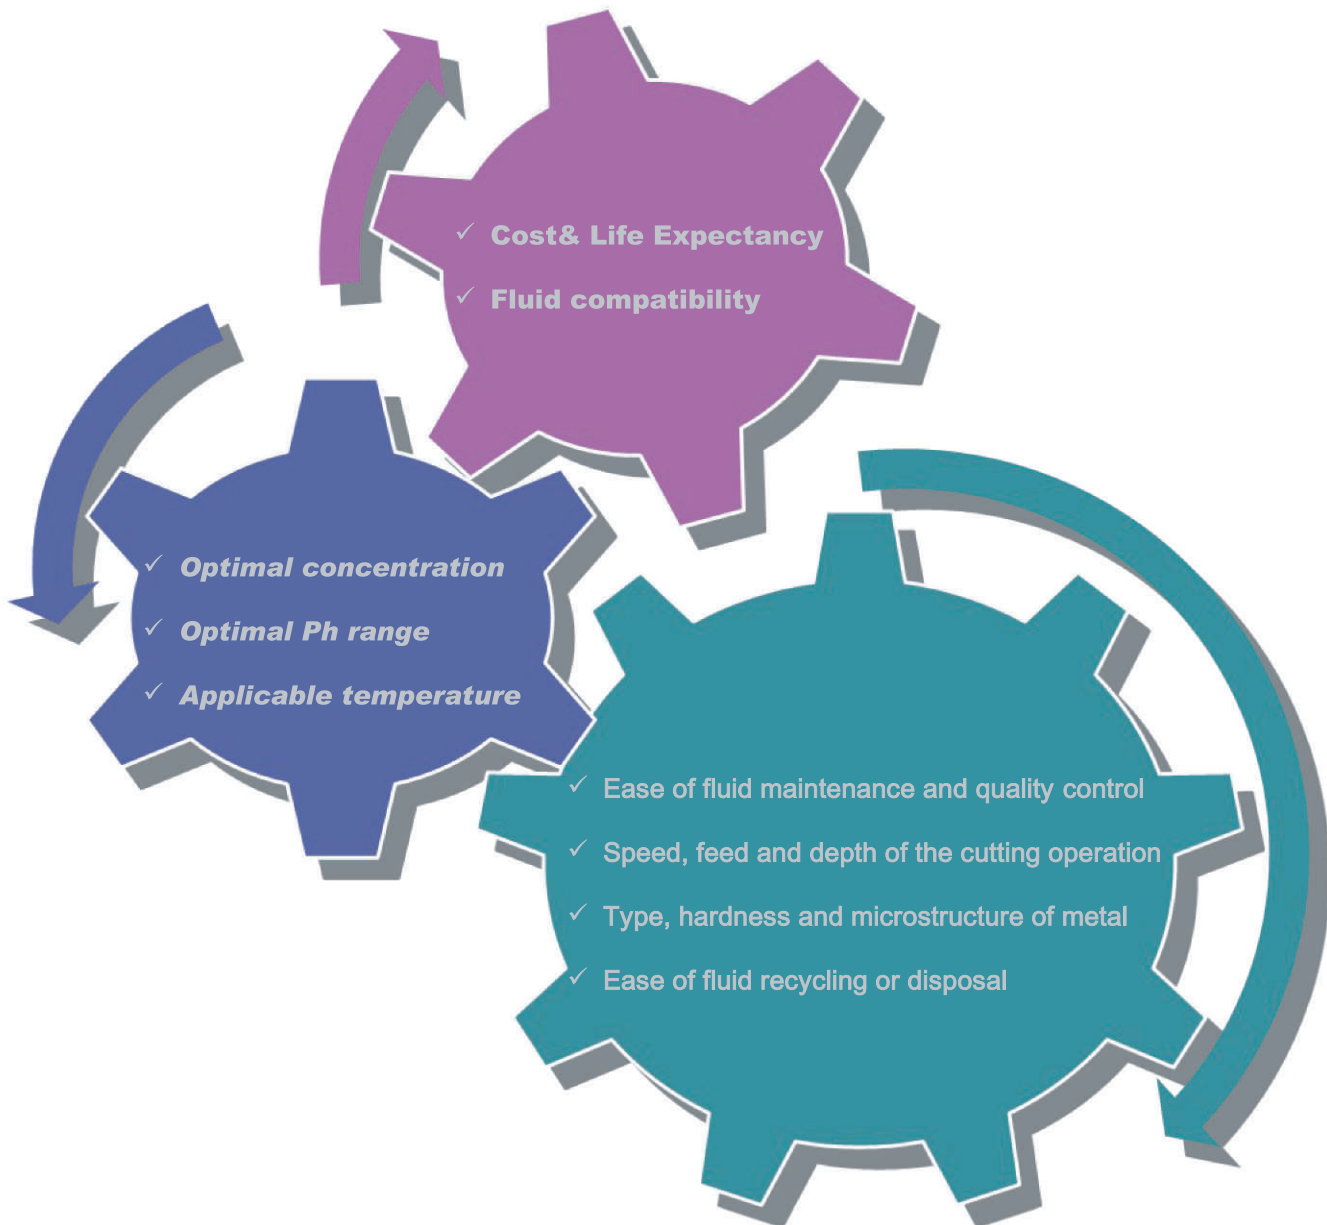 ✓ Cost& Life Expectancy
✓ Fluid compatibility
✓ Optimal concentration
✓ Optimal Ph range
✓ Applicable temperature
✓ Ease of fluid maintenance and quality control
✓ Speed, feed and depth of the cutting operation
✓ Type, hardness and microstructure of metal
✓ Ease of fluid recycling or disposal